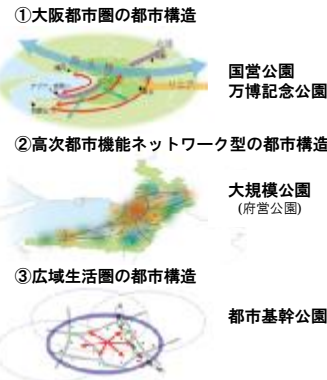 ①大阪都市圏の都市構造
国営公園
万博記念公園
②高次都市機能ネットワーク型の都市構造
大規模公園
(府営公園)
③広域生活圏の都市構造
都市基幹公園